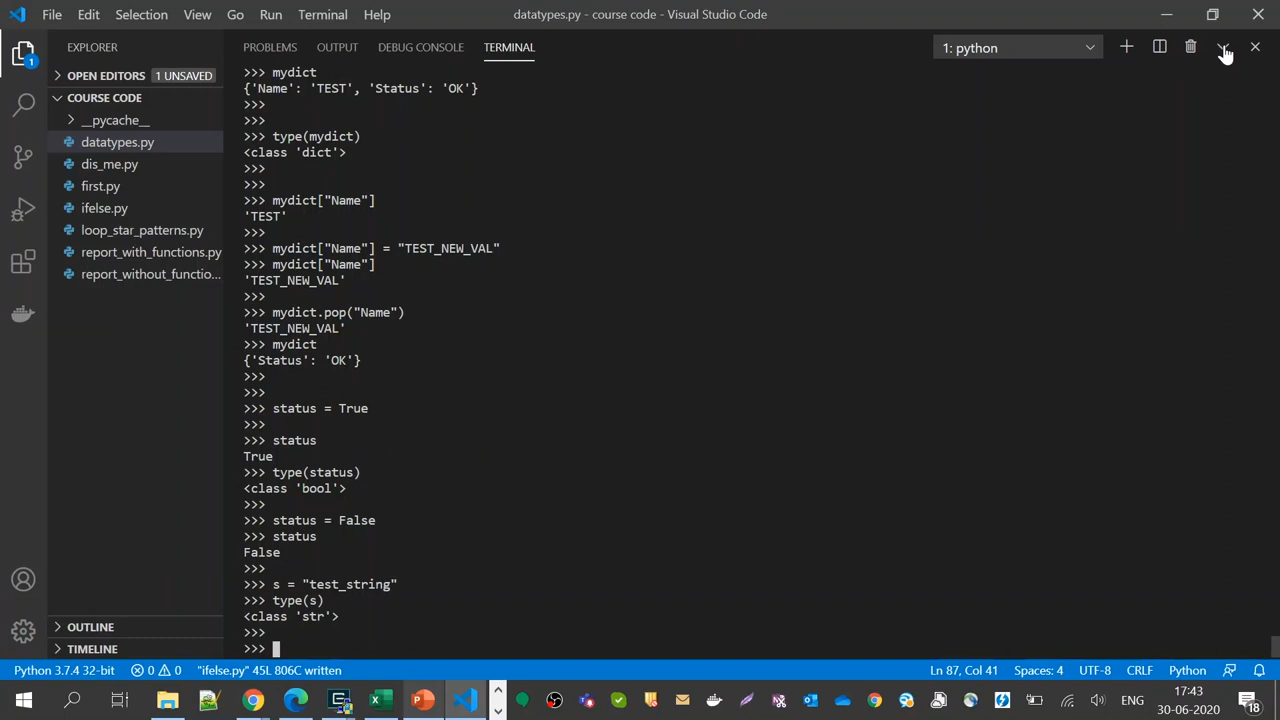 File Edit Selection View Go Run Terminal Help
datatypes.py - course code - Visual Studio Code
EXPLORER
PROBLEMS OUTPUT DEBUG CONSOLE TERMINAL
1: python
1
OPEN EDITORS 1 UNSAVED
COURSE CODE
__pycache__
datatypes.py
dis_me.py
first.py
ifelse.py
loop_star_patterns.py
report_with_functions.py
report_without_functio...
OUTLINE
TIMELINE
>>> mydict
{'Name': 'TEST', 'Status': 'OK'}
>>>
>>>
>>> type(mydict)
<class 'dict'>
>>>
>>>
>>> mydict["Name"]
'TEST'
>>>
>>> mydict["Name"] = "TEST_NEW_VAL"
>>> mydict["Name"]
'TEST_NEW_VAL'
>>>
>>> mydict.pop("Name")
'TEST_NEW_VAL'
>>> mydict
{'Status': 'OK'}
>>>
>>>
>>> status = True
>>>
>>> status
True
>>> type(status)
<class 'bool'>
>>>
>>> status = False
>>> status
False
>>>
>>> s = "test_string"
>>> type(s)
<class 'str'>
>>>
>>>
Python 3.7.4 32-bit 0 0 "ifelse.py" 45L 806C written
Ln 87, Col 41 Spaces: 4 UTF-8 CRLF Python
ENG
17:43
30-06-2020
18